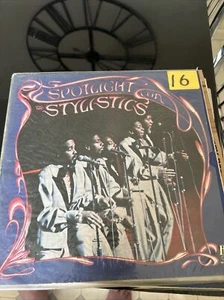 SPOTLIGHT ON
THE
STYLISTICS
16